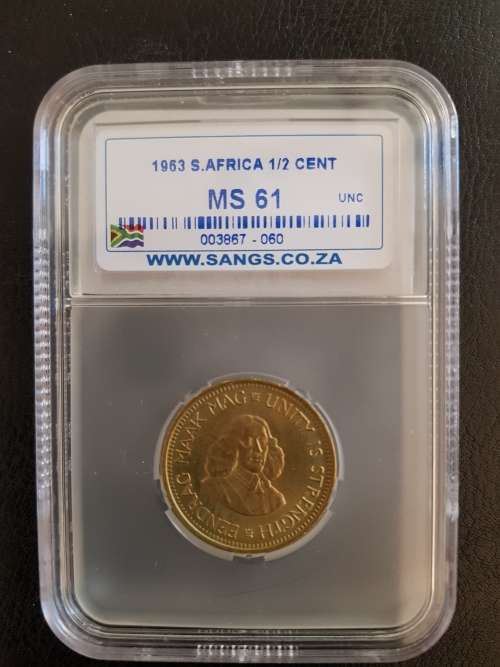 1963 S.AFRICA 1/2 CENT
MS 61 UNC
003867 - 060
WWW.SANGS.CO.ZA
EENDRAG MAAK MAG UNITY IS STRENGTH